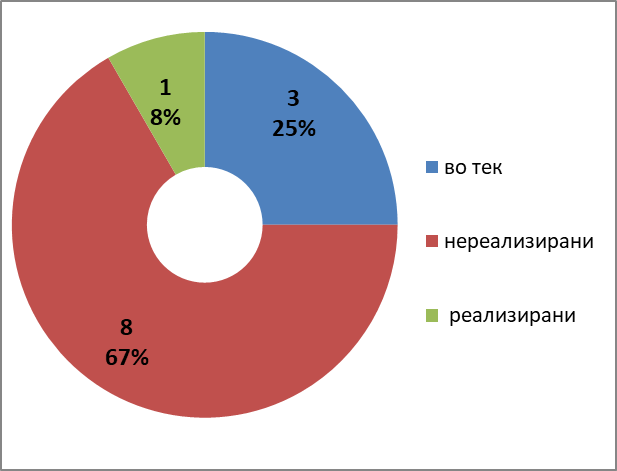 1
8%
3
25%
8
67%
во тек
нереализирани
реализирани